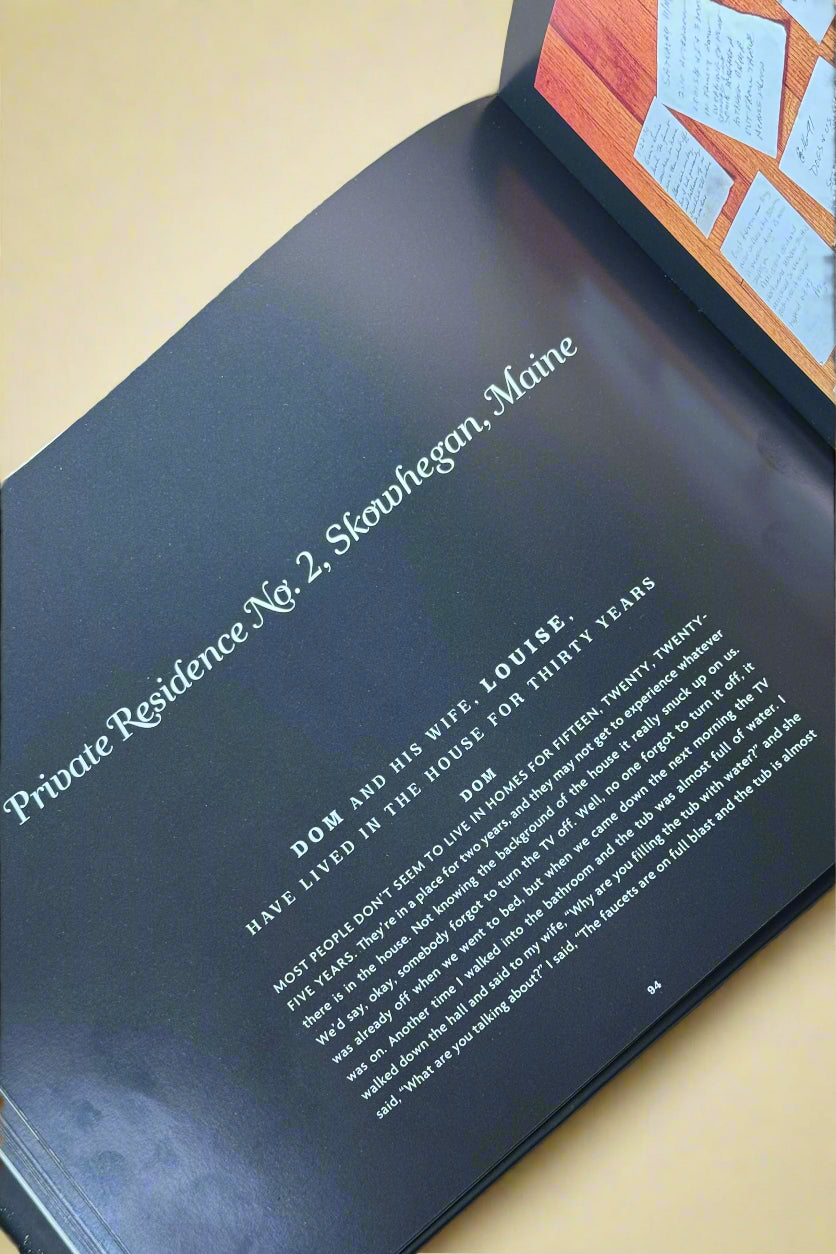 Private Residence No. 2, Skowhegan, Maine
DOM AND HIS WIFE, LOUISE,
HAVE LIVED IN THE HOUSE FOR THIRTY YEARS
DOM
MOST PEOPLE DON'T SEEM TO LIVE IN HOMES FOR FIFTEEN, TWENTY, TWENTY-
FIVE YEARS. They're in a place for two years, and they may not get to experience whatever
there is in the house. Not knowing the background of the house it really snuck up on us.
We'd say, okay, somebody forgot to turn the TV off. Well, no one forgot to turn it off, it
was already off when we went to bed, but when we came down the next morning the TV
was on. Another time I walked into the bathroom and the tub was almost full of water. I
walked down the hall and said to my wife, "Why are you filling the tub with water?" and she
said, "What are you talking about?" I said, "The faucets are on full blast and the tub is almost
94